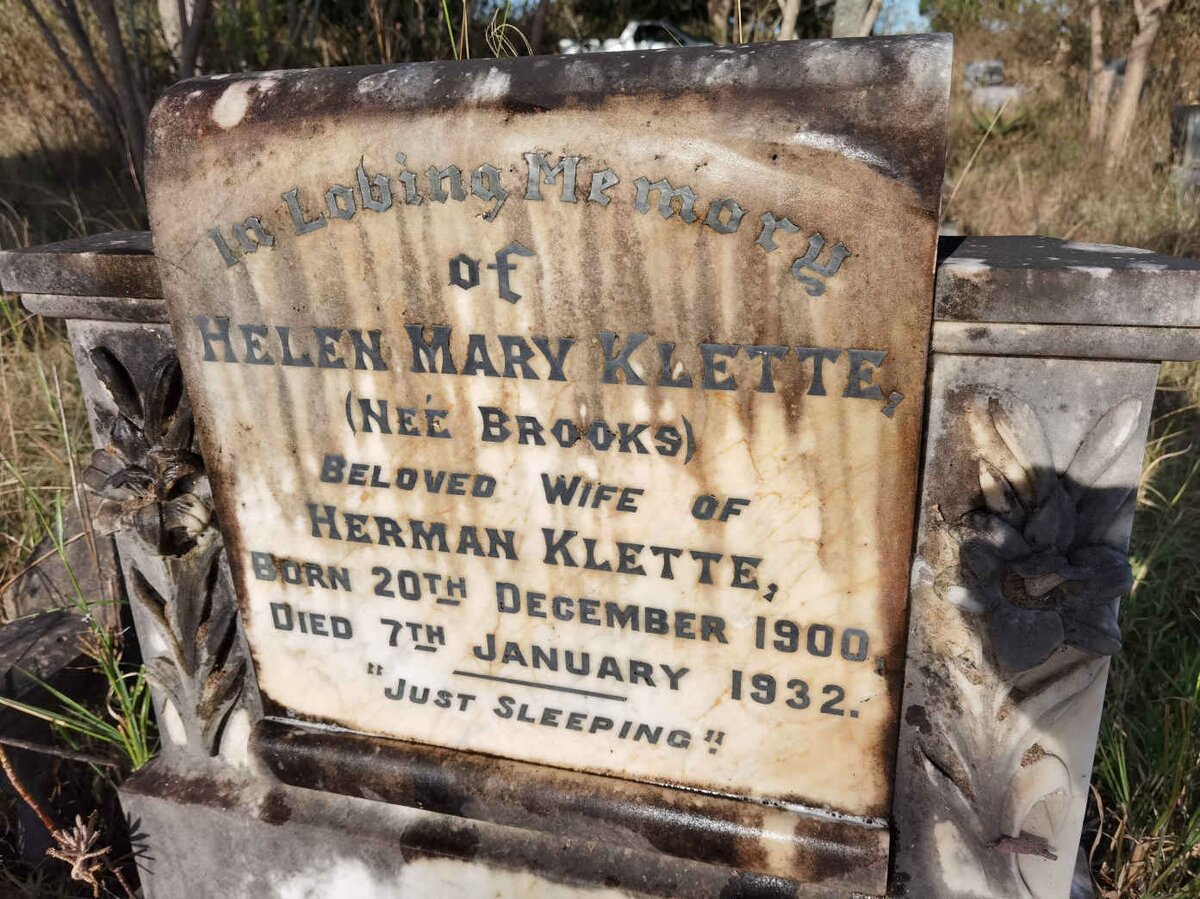 In Loving Memory
of
HELEN MARY KLETTE,
(NEÉ BROOKS)
BELOVED WIFE OF
HERMAN KLETTE,
BORN 20TH DECEMBER 1900,
DIED 7TH JANUARY 1932.
"JUST SLEEPING"